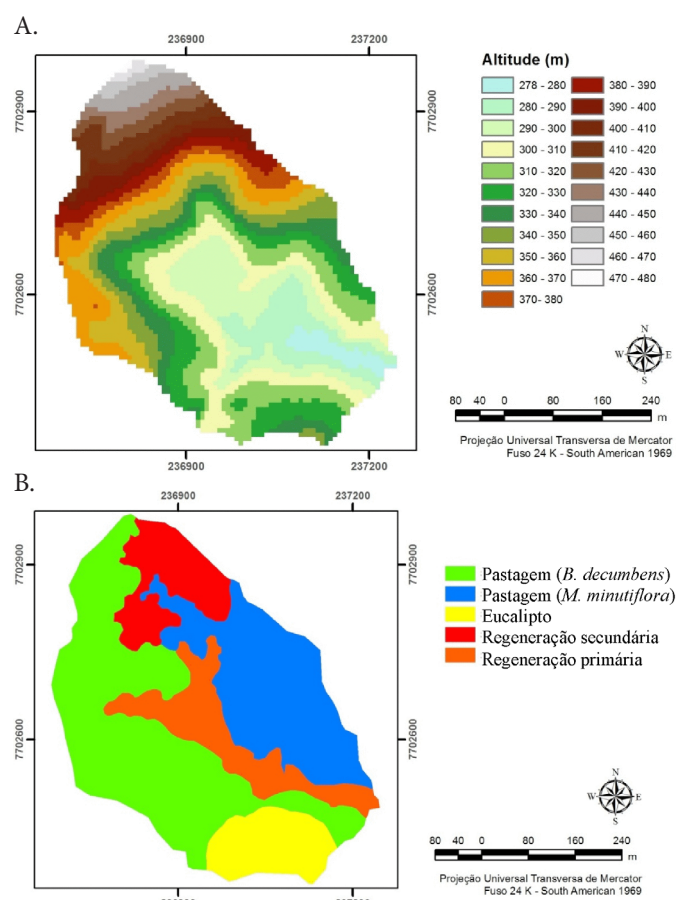 A.
236900 237200
7702900
7702900
7702600
7702600
236900 237200
Altitude (m)
278 - 280
280 - 290
290 - 300
300 - 310
310 - 320
320 - 330
330 - 340
340 - 350
350 - 360
360 - 370
370 - 380
380 - 390
390 - 400
400 - 410
410 - 420
420 - 430
430 - 440
440 - 450
450 - 460
460 - 470
470 - 480
N
W E
S
80 40 0 80 160 240
m
Projeção Universal Transversa de Mercator
Fuso 24 K - South American 1969
B.
236900 237200
7702900
7702900
7702600
7702600
Pastagem (B. decumbens)
Pastagem (M. minutiflora)
Eucalipto
Regeneração secundária
Regeneração primária
N
W E
S
80 40 0 80 160 240
m
Projeção Universal Transversa de Mercator
Fuso 24 K - South American 1969